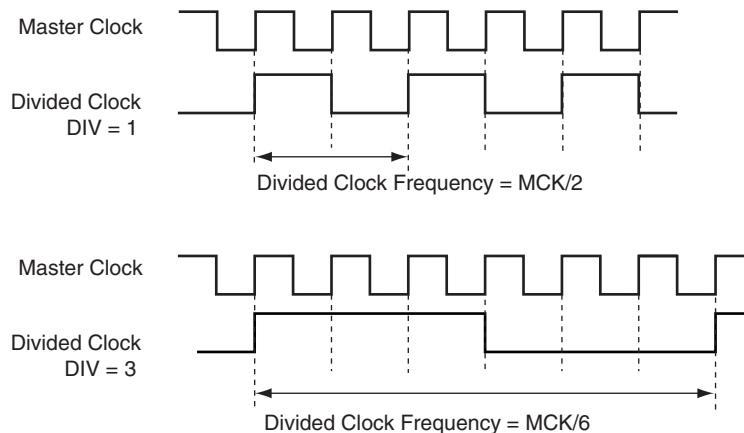 Master Clock
Divided Clock
DIV = 1
Divided Clock Frequency = MCK/2
Master Clock
Divided Clock
DIV = 3
Divided Clock Frequency = MCK/6